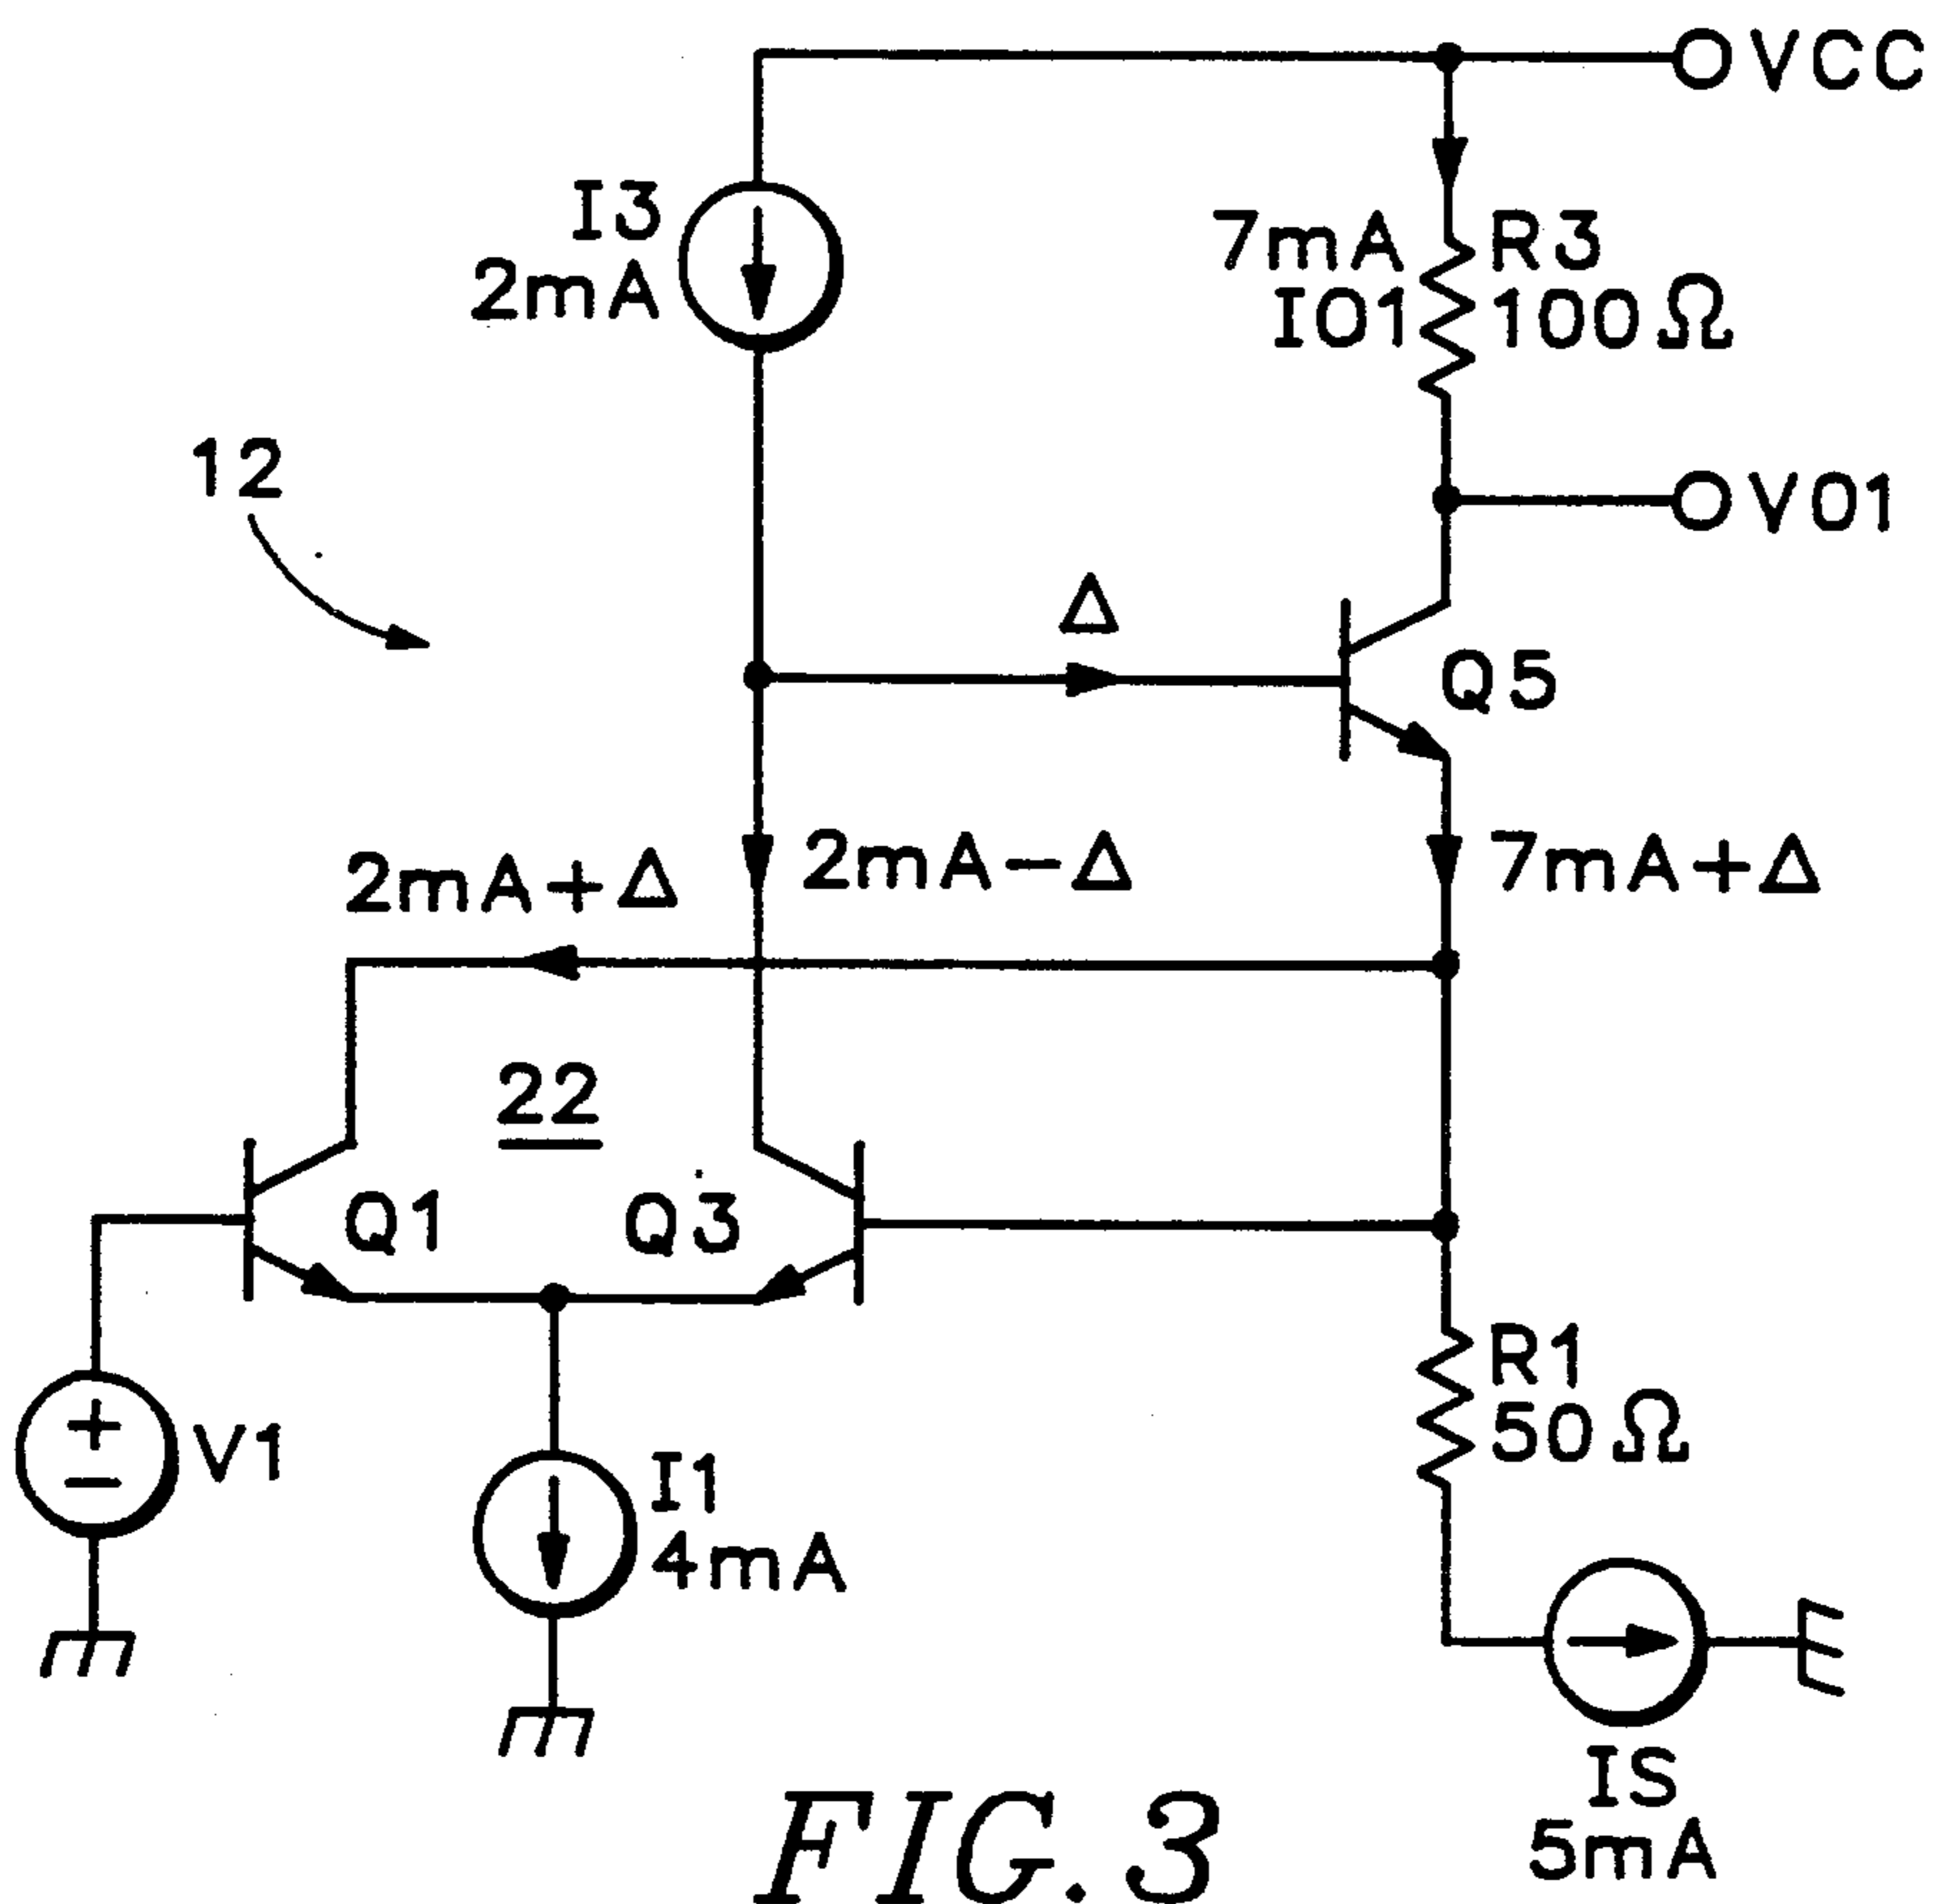 VCC
I3
2mA
7mA
IO1
R3
100Ω
12
VO1
Δ
Q5
2mA+Δ
2mA-Δ
7mA+Δ
22
Q1
Q3
R1
50Ω
V1
I1
4mA
IS
5mA
FIG. 3